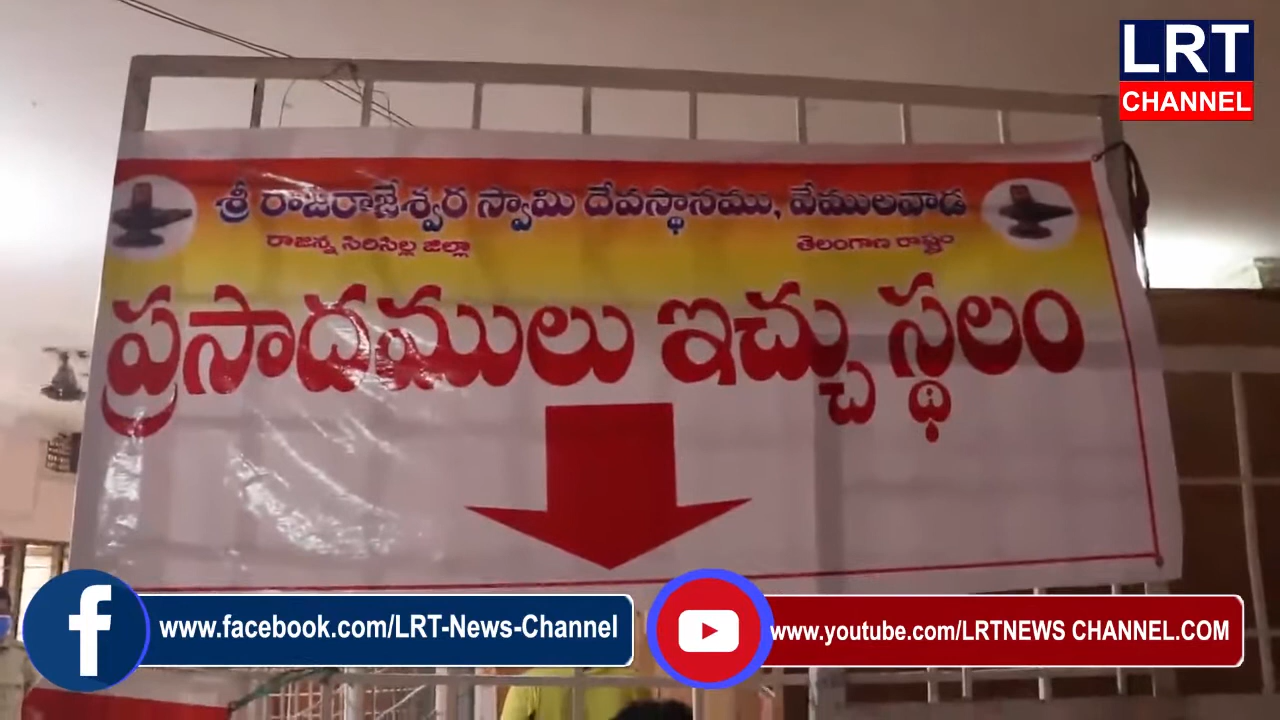 LRT
CHANNEL
శ్రీ రాజరాజేశ్వర స్వామి దేవస్థానము, వేములవాడ
రాజన్న సిరిసిల్ల జిల్లా
తెలంగాణ రాష్ట్రం
ప్రసాదములు ఇచ్చు స్థలం
www.facebook.com/LRT-News-Channel
www.youtube.com/LRTNEWS CHANNEL.COM